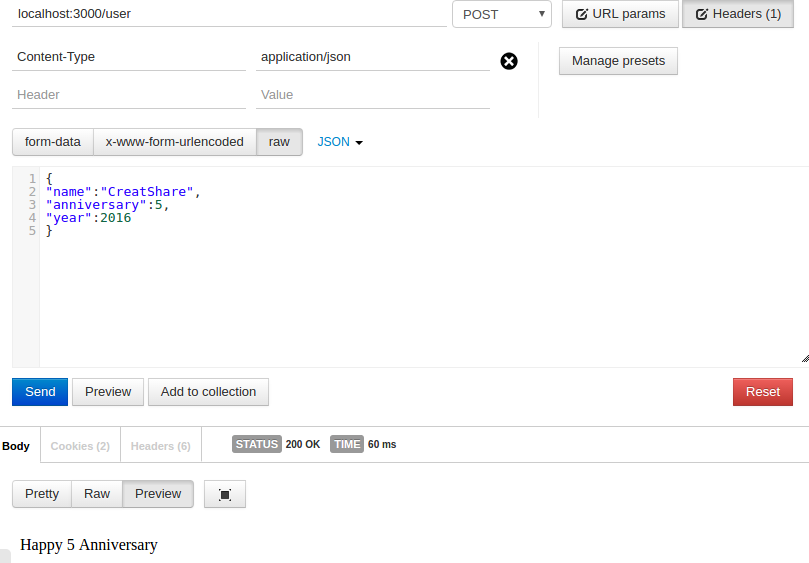 localhost:3000/user POST URL params Headers (1)
Content-Type application/json Manage presets
Header Value
form-data x-www-form-urlencoded raw JSON
1 {
2 "name":"CreatShare",
3 "anniversary":5,
4 "year":2016
5 }
Send Preview Add to collection Reset
Body Cookies (2) Headers (6) STATUS 200 OK TIME 60 ms
Pretty Raw Preview
Happy 5 Anniversary